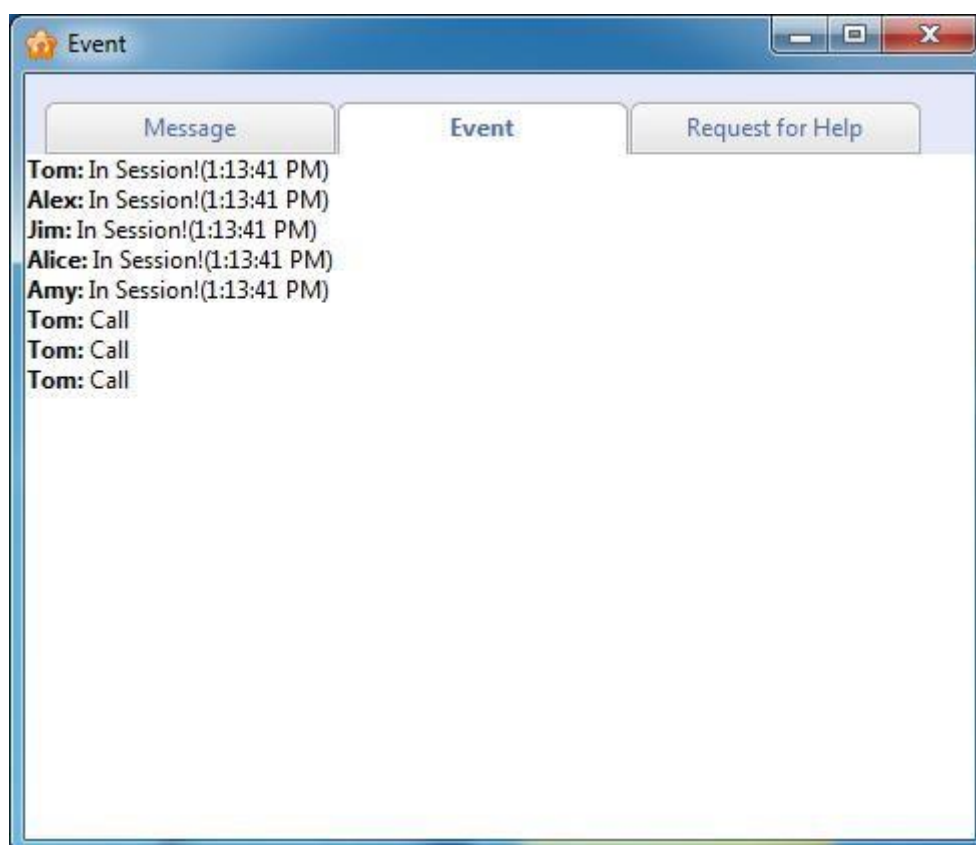 Event
Message Event Request for Help
Tom: In Session!(1:13:41 PM)
Alex: In Session!(1:13:41 PM)
Jim: In Session!(1:13:41 PM)
Alice: In Session!(1:13:41 PM)
Amy: In Session!(1:13:41 PM)
Tom: Call
Tom: Call
Tom: Call